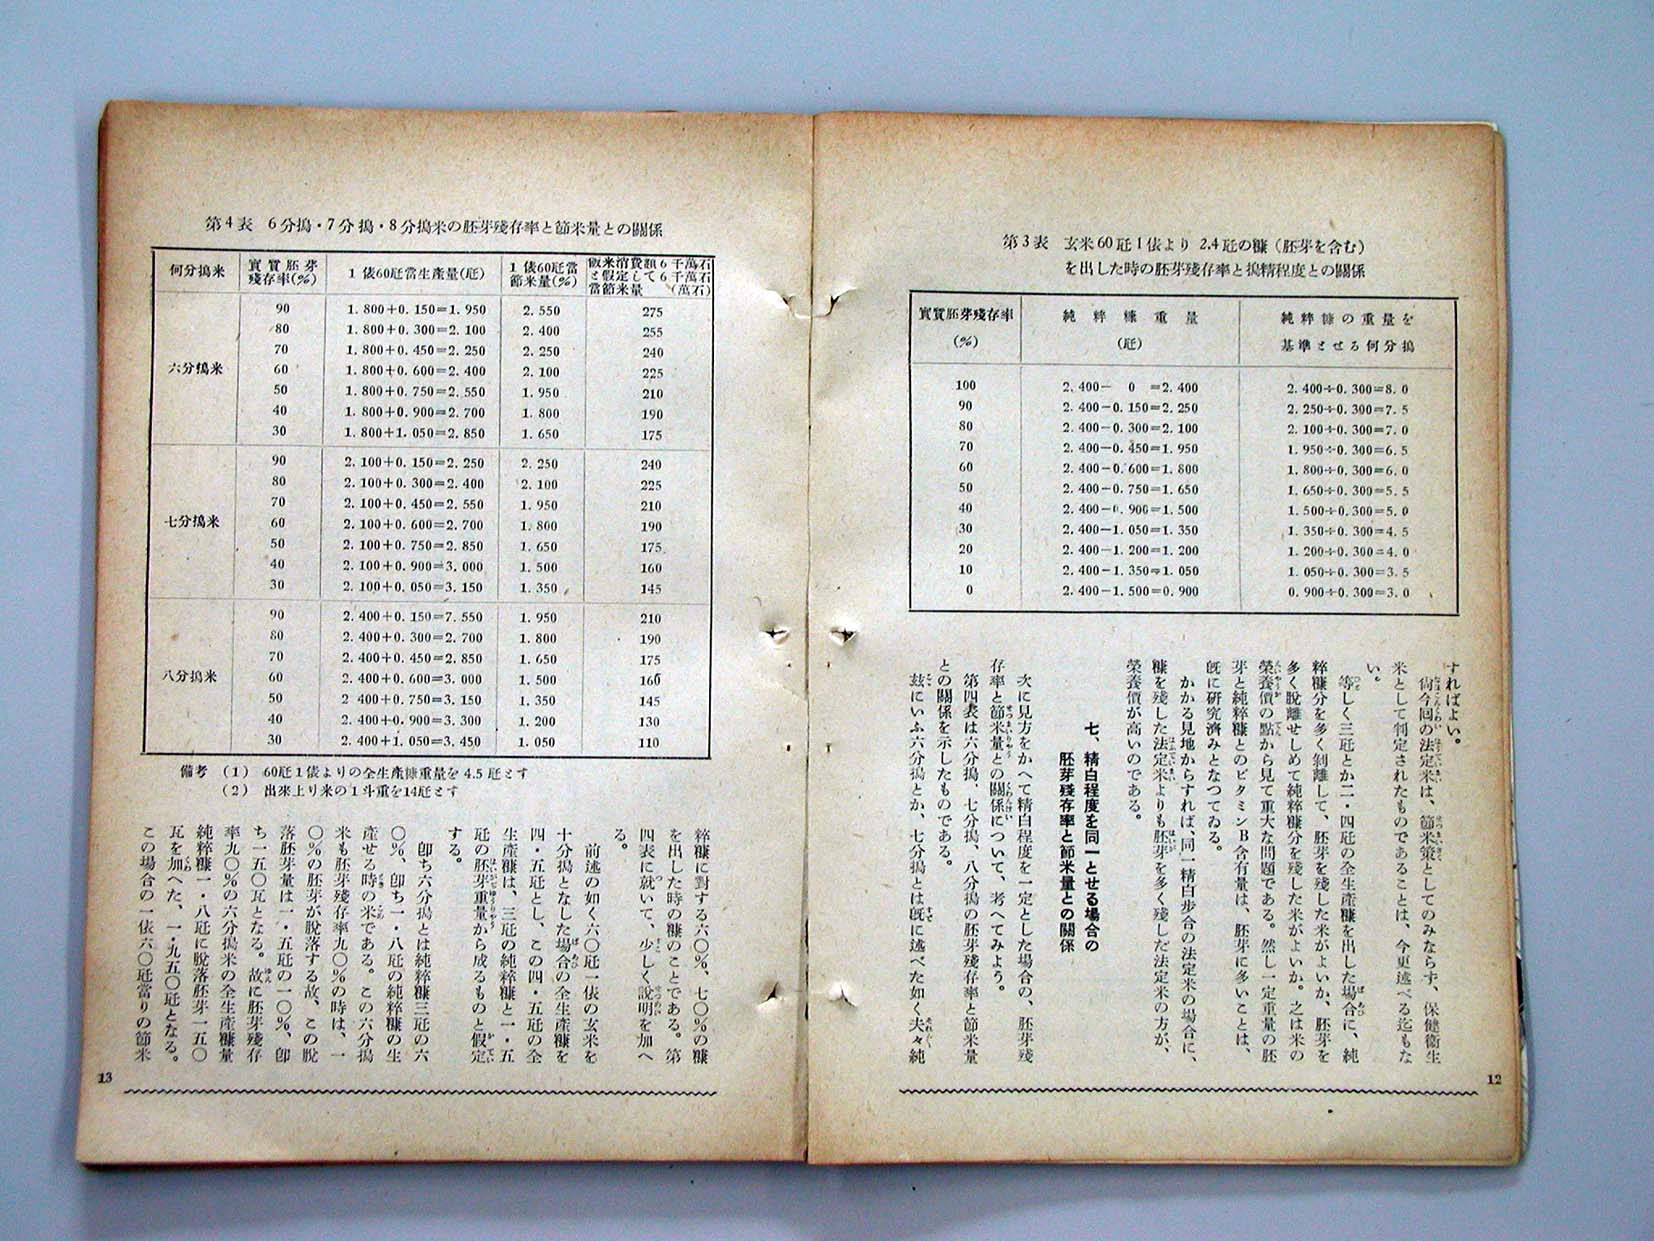 第3表 玄米60瓩1俵より 2.4瓩の糠（胚芽を含む）
を出した時の胚芽殘存率と搗精程度との關係
實質胚芽殘存率 純粹糠重量 純粹糠の重量を
(%) (瓩) 基準とせる何分搗
100 2.400－ 0 =2.400 2.400÷0.300=8.0
90 2.400－0.150=2.250 2.250÷0.300=7.5
80 2.400－0.300=2.100 2.100÷0.300=7.0
70 2.400－0.450=1.950 1.950÷0.300=6.5
60 2.400－0.600=1.800 1.800÷0.300=6.0
50 2.400－0.750=1.650 1.650÷0.300=5.5
40 2.400－0.900=1.500 1.500÷0.300=5.0
30 2.400－1.050=1.350 1.350÷0.300=4.5
20 2.400－1.200=1.200 1.200÷0.300=4.0
10 2.400－1.350=1.050 1.050÷0.300=3.5
0 2.400－1.500=0.900 0.900÷0.300=3.0
すればよい。
尙今回の法定米は、節米策としてのみならす、保健衞生
米として判定されたものであることは、今更述べる迄もな
い。
等しく三瓩とか二・四瓩の全生產糠を出した場合に、純
粹糠分を多く剝離して、胚芽を殘した米がよいか、胚芽を
多く脫離せしめて純粹糠分を殘した米がよいか。之は米の
榮養價の點から見て重大な問題である。然し一定重量の胚
芽と純粹糠とのビタミンB含有量は、胚芽に多いことは、
既に研究濟みとなつてゐる。
かかる見地からすれば、同一精白步合の法定米の場合に、
糠を殘した法定米よりも胚芽を多く殘した法定米の方が、
榮養價が高いのである。
七、精白程度を同一とせる場合の
胚芽殘存率と節米量との關係
次に見方をかへて精白程度を一定とした場合の、胚芽殘
存率と節米量との關係について、考へてみよう。
第四表は六分搗、七分搗、八分搗の胚芽殘存率と節米量
との關係を示したものである。
玆にいふ六分搗とか、七分搗とは既に述べた如く夫々純
12
第4表 6分搗・7分搗・8分搗米の胚芽殘存率と節米量との關係
何分搗米 實質胚芽殘存率(%) 1俵60瓩當生產量(瓩) 1俵60瓩當節米量(%) 飯米消費額6千萬石と假定して6千萬石當節米量(萬石)
六分搗米
90 1.800+0.150=1.950 2.550 275
80 1.800+0.300=2.100 2.400 255
70 1.800+0.450=2.250 2.250 240
60 1.800+0.600=2.400 2.100 225
50 1.800+0.750=2.550 1.950 210
40 1.800+0.900=2.700 1.800 190
30 1.800+1.050=2.850 1.650 175
七分搗米
90 2.100+0.150=2.250 2.250 240
80 2.100+0.300=2.400 2.100 225
70 2.100+0.450=2.550 1.950 210
60 2.100+0.600=2.700 1.800 190
50 2.100+0.750=2.850 1.650 175
40 2.100+0.900=3.000 1.500 160
30 2.100+0.050=3.150 1.350 145
八分搗米
90 2.400+0.150=7.550 1.950 210
80 2.400+0.300=2.700 1.800 190
70 2.400+0.450=2.850 1.650 175
60 2.400+0.600=3.000 1.500 160
50 2 400+0.750=3.150 1.350 145
40 2.400+0.900=3.300 1.200 130
30 2.400+1.050=3.450 1.050 110
備考 (1) 60瓩1俵よりの全生產糠重量を 4.5瓩とす
(2) 出來上り米の1斗重を14瓩とす
粹糠に對する六〇%、七〇%の糠
を出した時の糠のことである。第
四表に就いて、少しく說明を加へ
る。
前述の如く六〇瓩一俵の玄米を
十分搗となした場合の全生產糠を
四・五瓩とし、この四・五瓩の全
生產糠は、三瓩の純粹糠と一・五
瓩の胚芽重量から成るものと假定
する。
卽ち六分搗とは純粹糠三瓩の六
〇%、卽ち一・八瓩の純粹糠の生
產せる時の米である。この六分搗
米も胚芽殘存率九〇%の時は、一
〇%の胚芽が脫落する故、この脫
落胚芽量は一・五瓩の一〇%、卽
ち一五〇瓦となる。故に胚芽殘存
率九〇%の六分搗米の全生產糠量
純粹糠一・八瓩に脫落胚芽一五〇
瓦を加へた、一・九五〇瓩となる。
この場合の一俵六〇瓩當りの節米
13